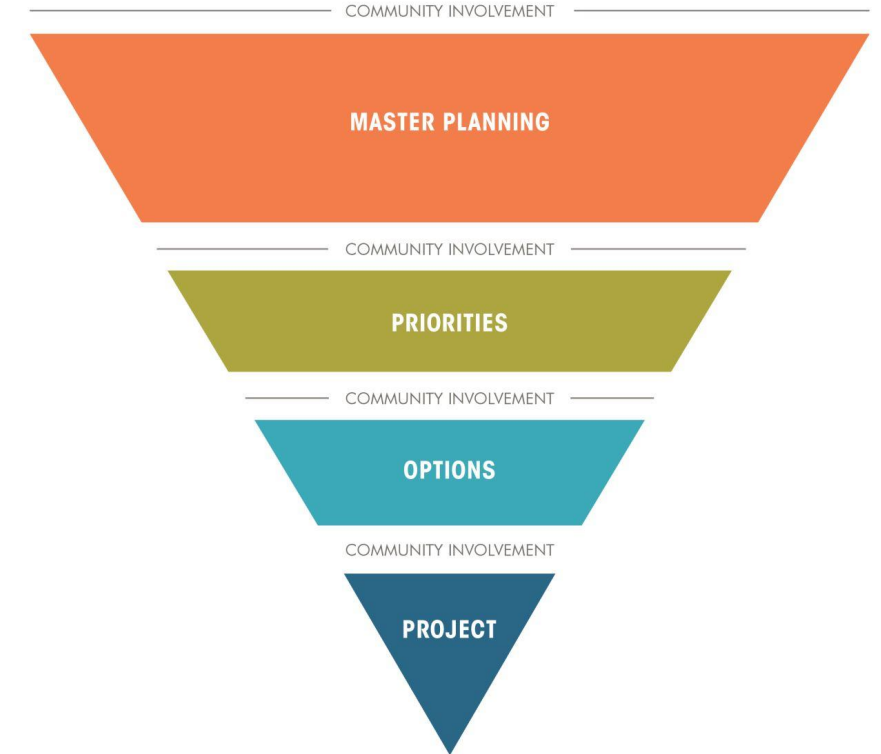 COMMUNITY INVOLVEMENT
MASTER PLANNING
COMMUNITY INVOLVEMENT
PRIORITIES
COMMUNITY INVOLVEMENT
OPTIONS
COMMUNITY INVOLVEMENT
PROJECT